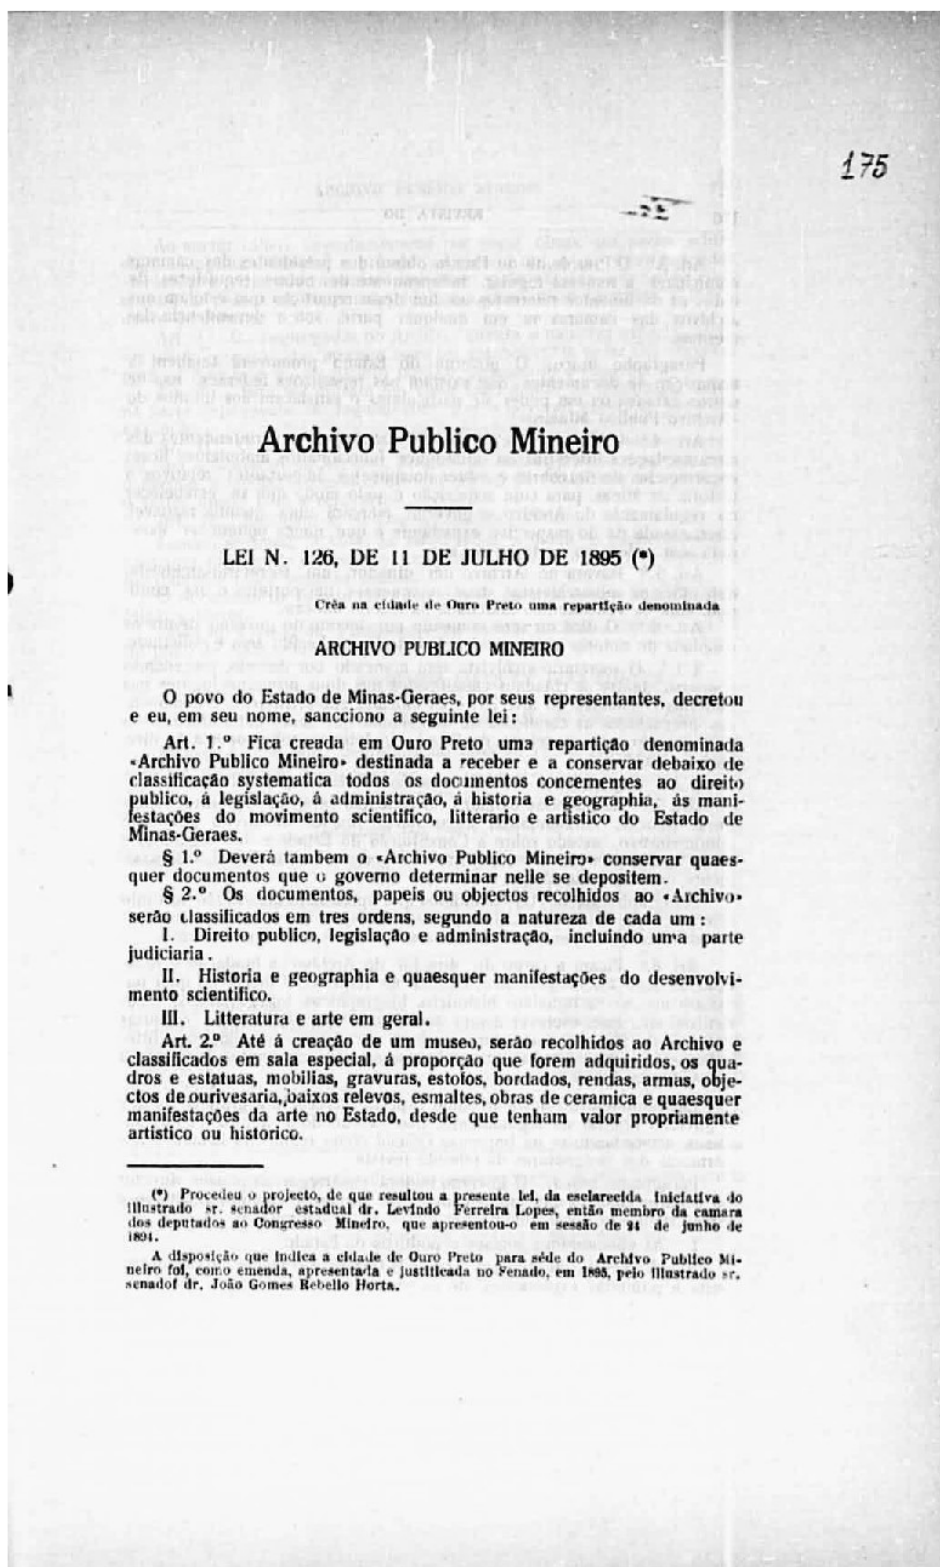 175
Archivo Publico Mineiro
LEI N. 126, DE 11 DE JULHO DE 1895 (*)
Crêa na cidade de Ouro Preto uma repartição denominada
ARCHIVO PUBLICO MINEIRO
O povo do Estado de Minas-Geraes, por seus representantes, decretou
e eu, em seu nome, sancciono a seguinte lei:
Art. 1.º Fica creada em Ouro Preto uma repartição denominada
«Archivo Publico Mineiro» destinada a receber e a conservar debaixo de
classificação systematica todos os documentos concernentes ao direito
publico, á legislação, á administração, á historia e geographia, ás mani-
festações do movimento scientifico, litterario e artistico do Estado de
Minas-Geraes.
§ 1.º Deverá tambem o «Archivo Publico Mineiro» conservar quaes-
quer documentos que o governo determinar nelle se depositem.
§ 2.º Os documentos, papeis ou objectos recolhidos ao «Archivo»
serão classificados em tres ordens, segundo a natureza de cada um:
I. Direito publico, legislação e administração, incluindo uma parte
judiciaria.
II. Historia e geographia e quaesquer manifestações do desenvolvi-
mento scientifico.
III. Litteratura e arte em geral.
Art. 2.º Até á creação de um museo, serão recolhidos ao Archivo e
classificados em sala especial, á proporção que forem adquiridos, os qua-
dros e estatuas, mobilias, gravuras, estofos, bordados, rendas, armas, obje-
ctos de ourivesaria, baixos relevos, esmaltes, obras de ceramica e quaesquer
manifestações da arte no Estado, desde que tenham valor propriamente
artistico ou historico.
(*) Procedeu o projecto, de que resultou a presente lei, da esclarecida iniciativa do
illustrado sr. senador estadual dr. Levindo Ferreira Lopes, então membro da camara
dos deputados ao Congresso Mineiro, que apresentou-o em sessão de de junho de
1894.
A disposição que indica a cidade de Ouro Preto para séde do Archivo Publico Mi-
neiro foi, como emenda, apresentada e justificada no Senado, em 1895, pelo illustrado sr.
senador dr. João Gomes Rebello Horta.